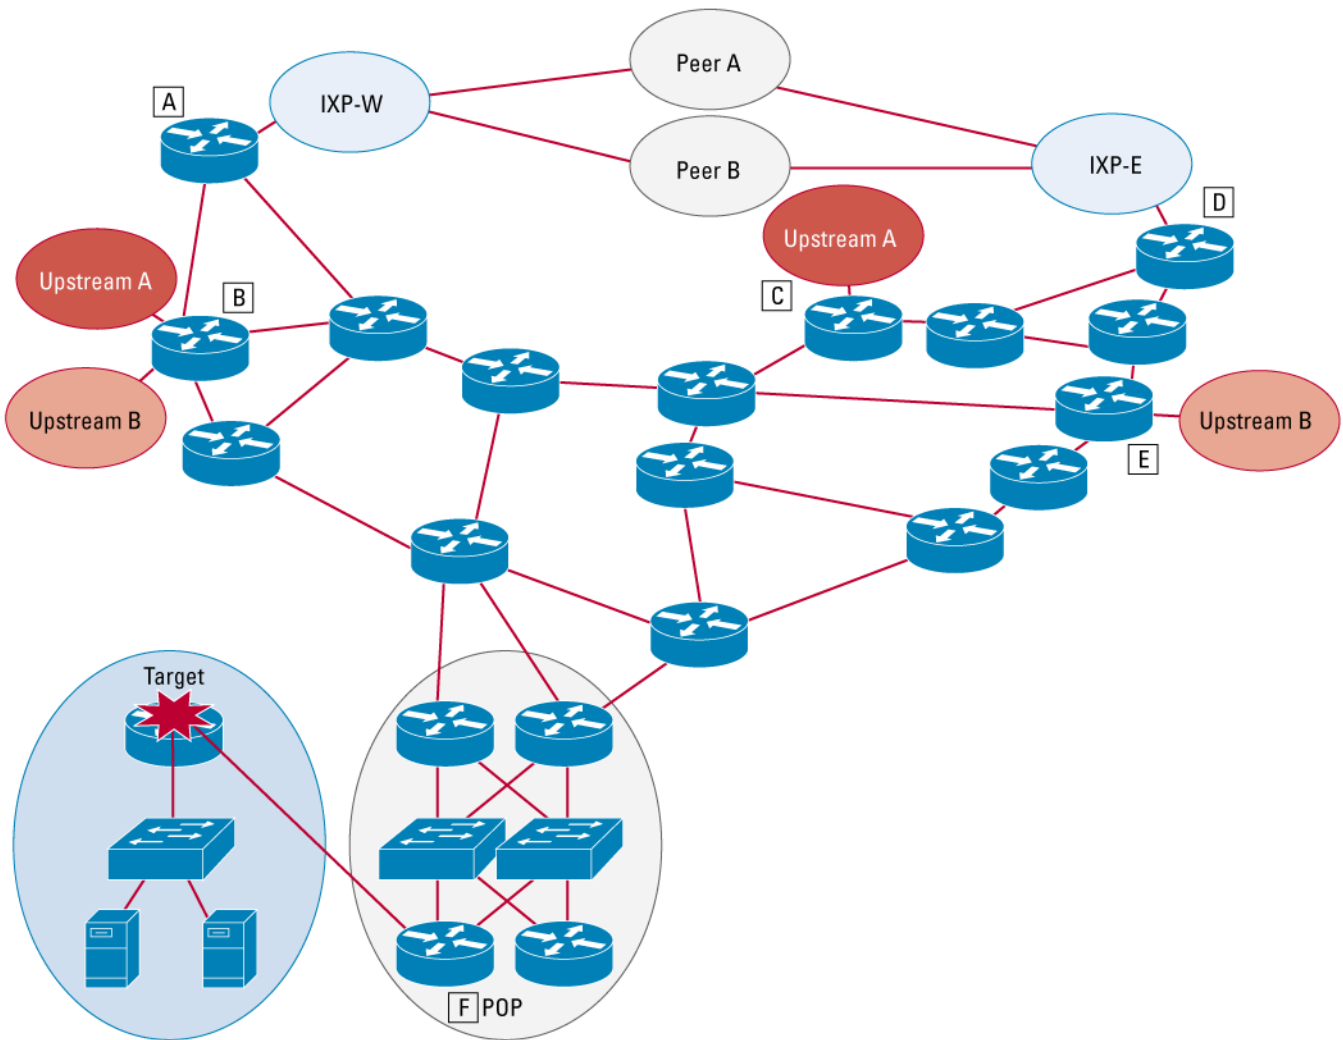 Peer A
A
IXP-W
Peer B
IXP-E
D
Upstream A
Upstream A
B
C
Upstream B
Upstream B
E
Target
F POP